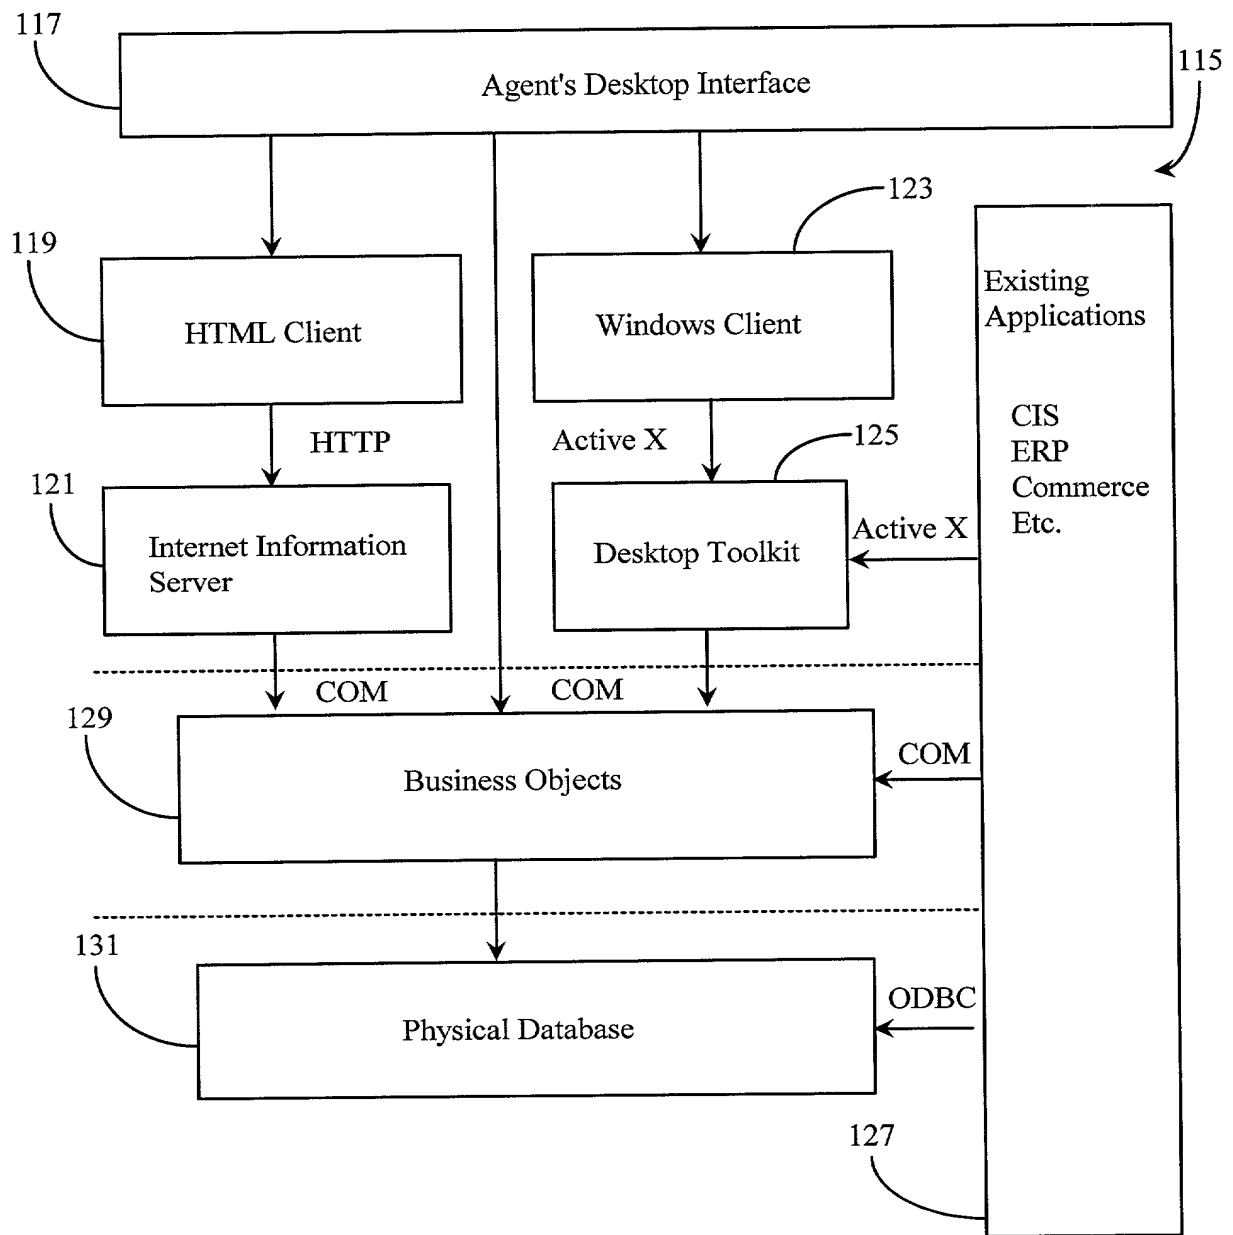 117
Agent's Desktop Interface
115
123
119
HTML Client
Windows Client
Existing
Applications
CIS
ERP
Commerce
Etc.
HTTP
Active X
125
121
Internet Information
Server
Desktop Toolkit
Active X
COM
COM
129
Business Objects
COM
131
Physical Database
ODBC
127